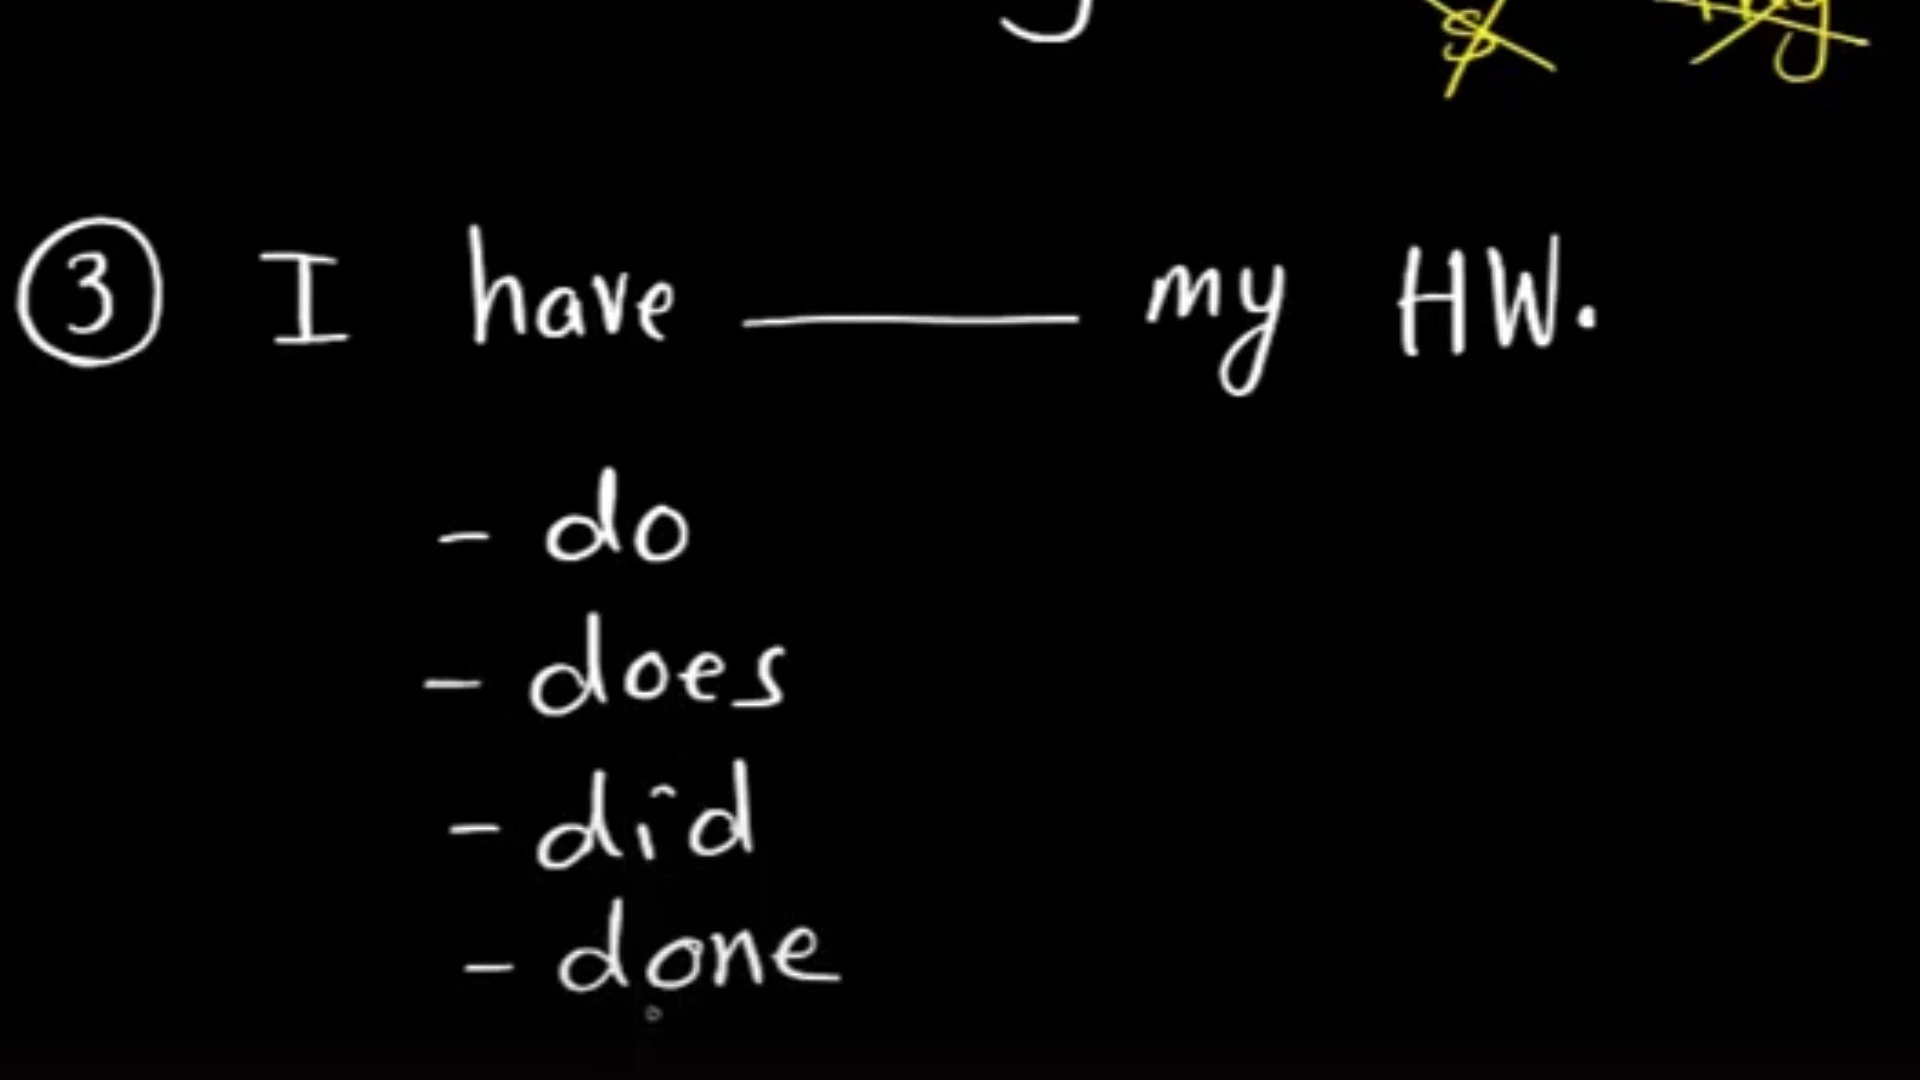 3 I have ______ my HW.
- do
- does
- did
- done